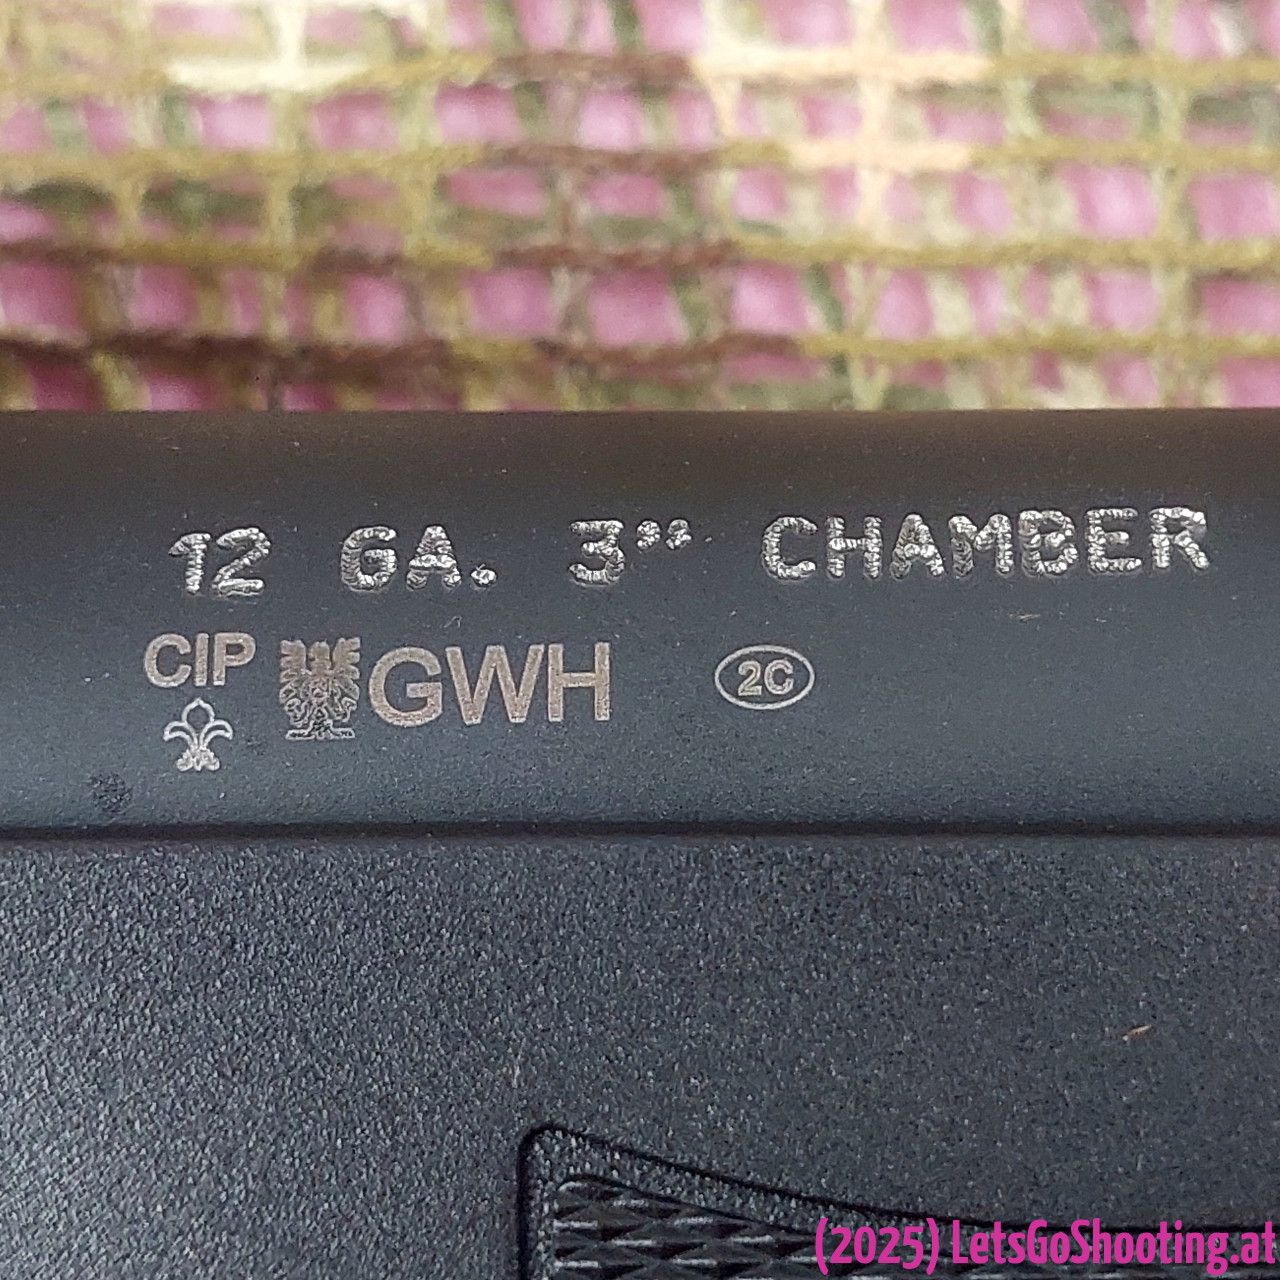 12 GA. 3" CHAMBER
CIP GWH 2C
(2025) LetsGoShooting.at